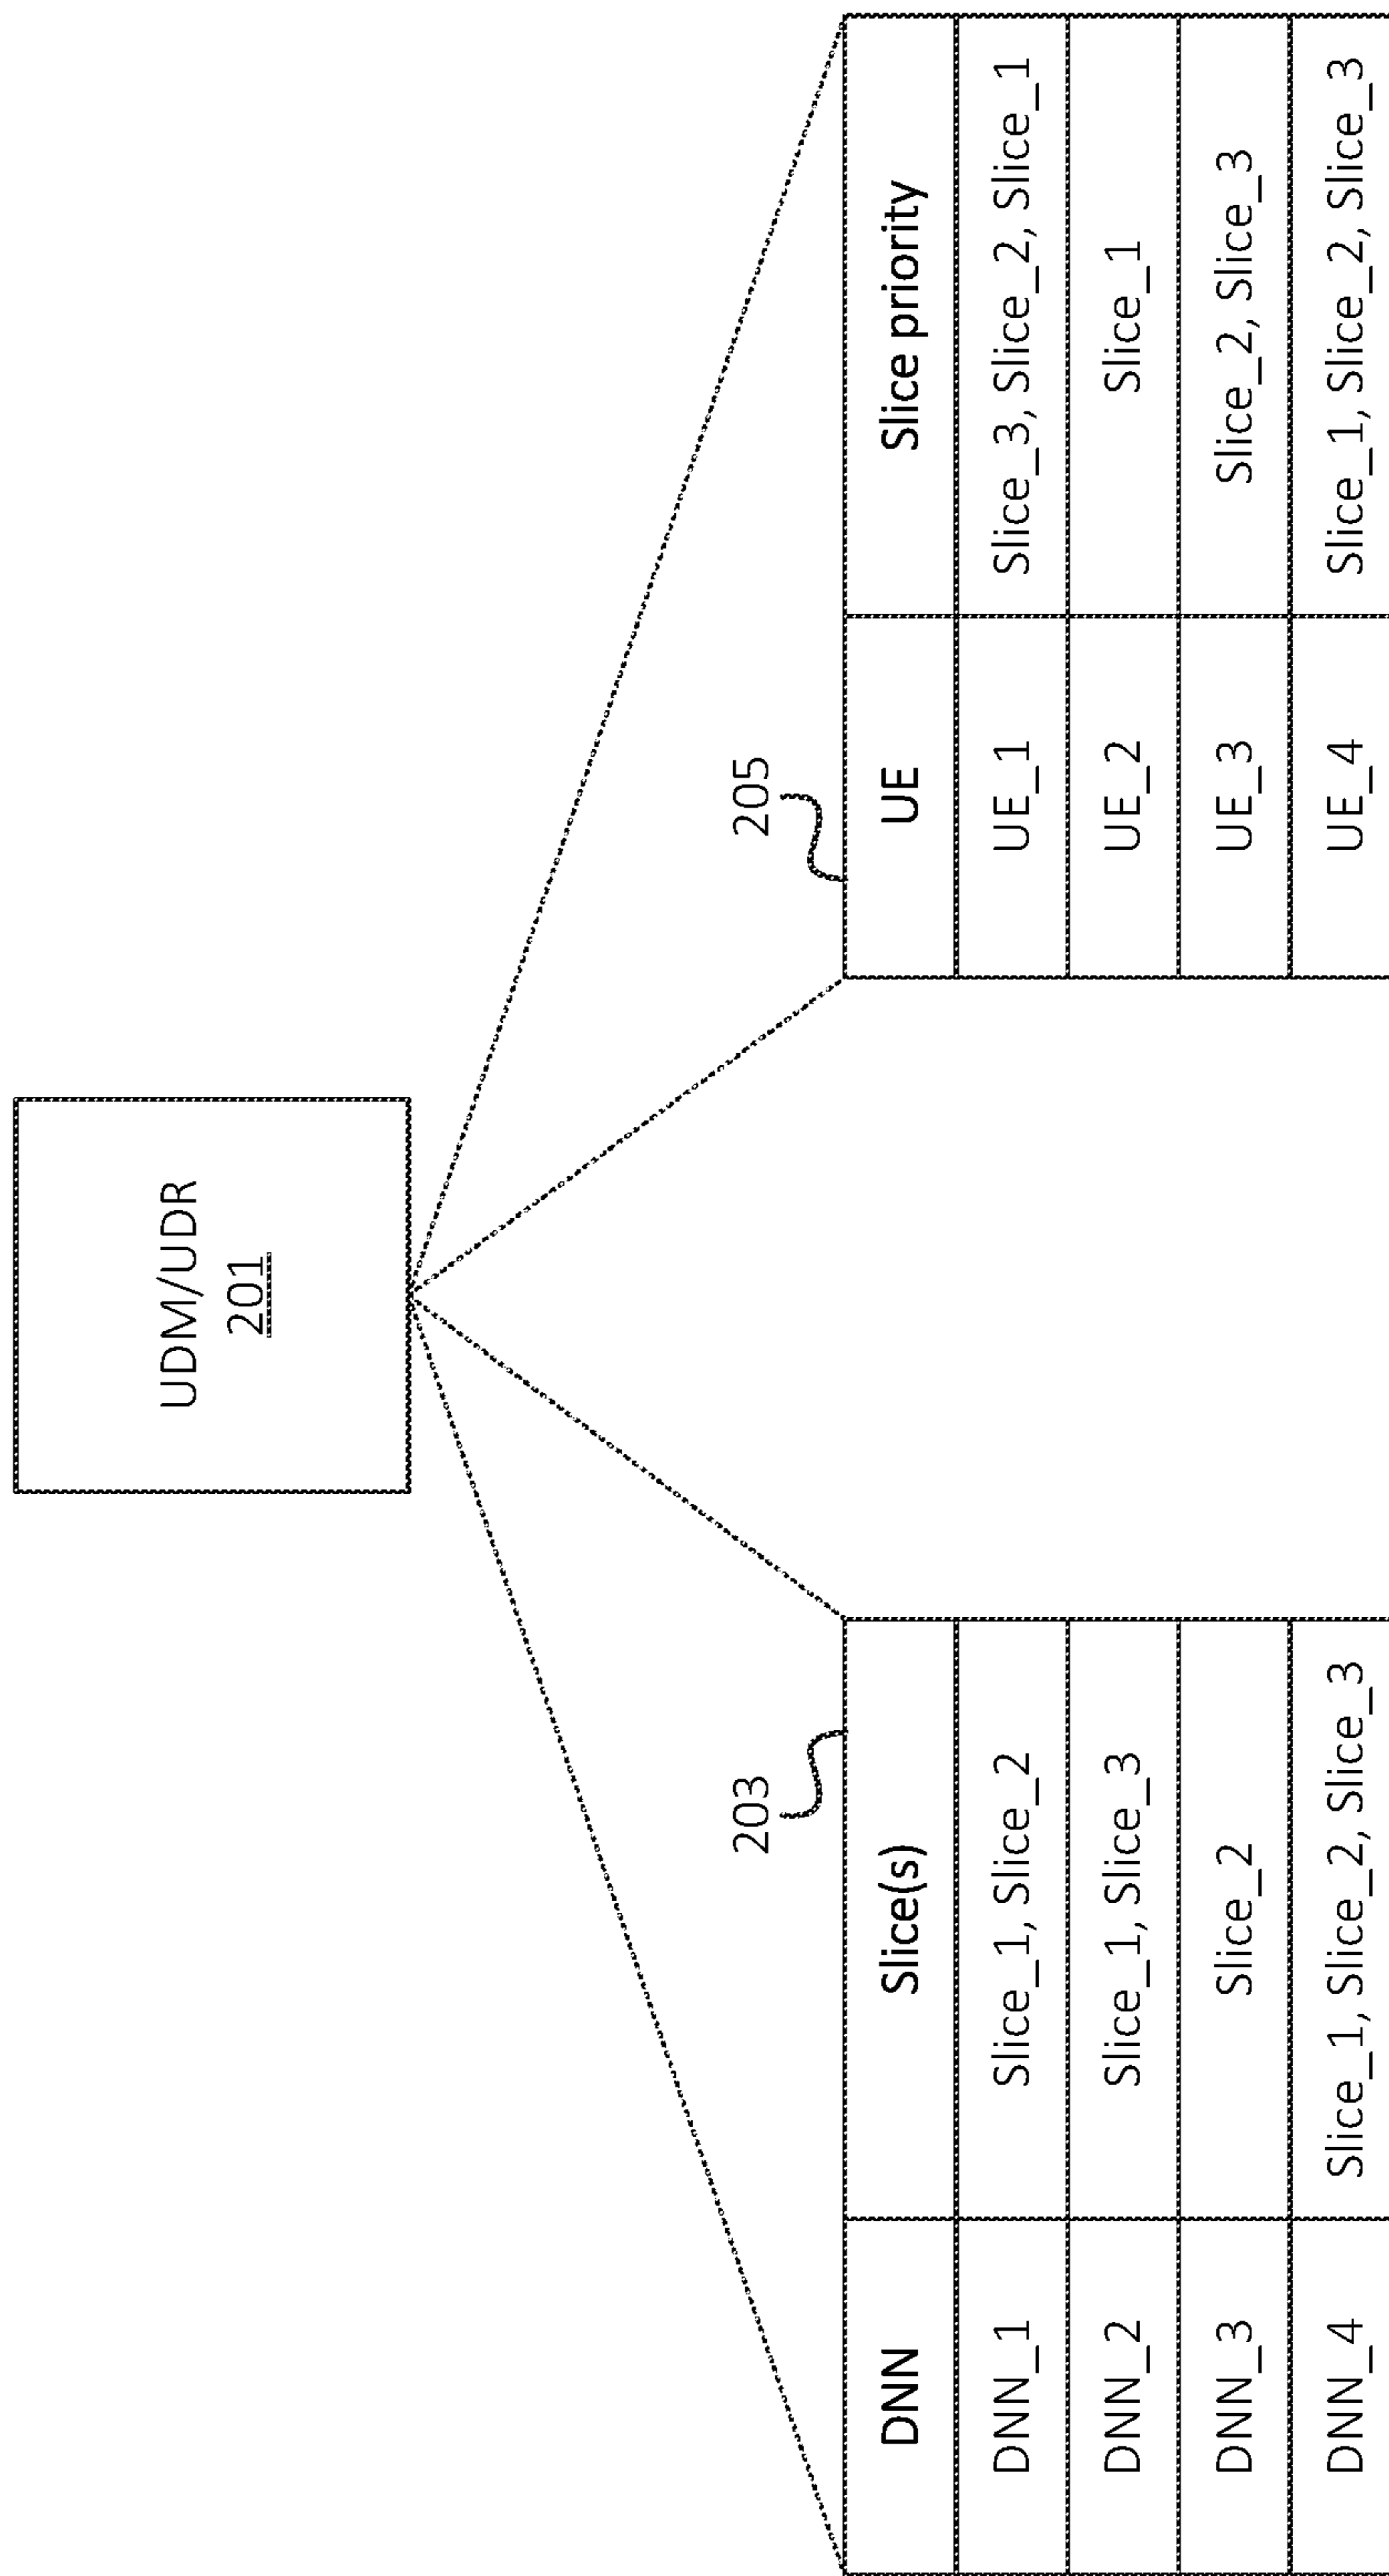 UDM/UDR
201
203
DNN Slice(s)
DNN_1 Slice_1, Slice_2
DNN_2 Slice_1, Slice_3
DNN_3 Slice_2
DNN_4 Slice_1, Slice_2, Slice_3
205
UE Slice priority
UE_1 Slice_3, Slice_2, Slice_1
UE_2 Slice_1
UE_3 Slice_2, Slice_3
UE_4 Slice_1, Slice_2, Slice_3